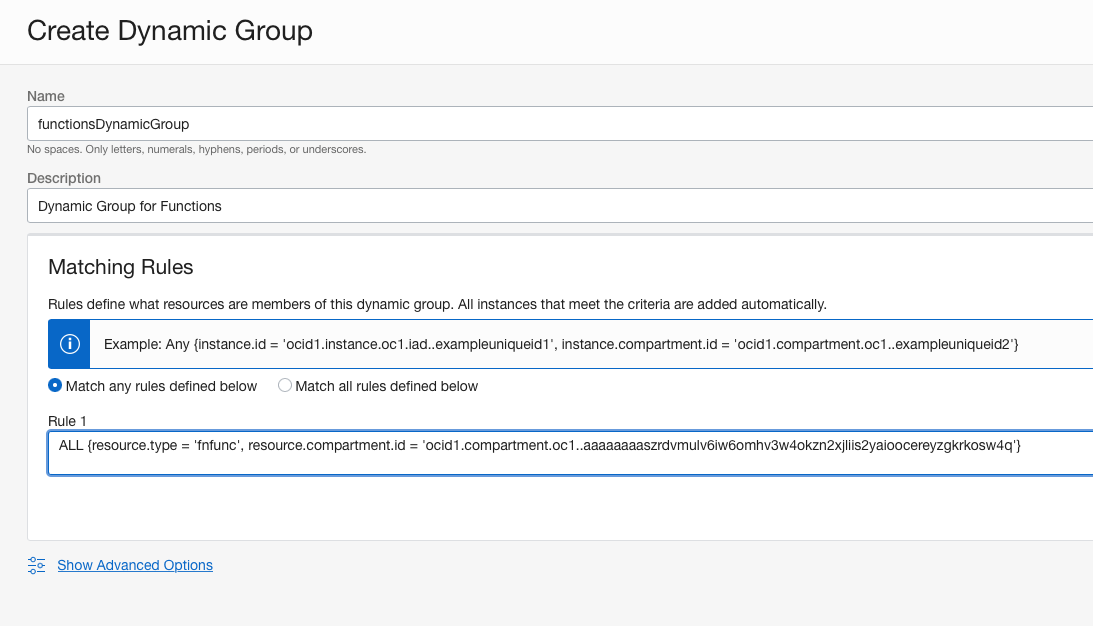 Create Dynamic Group
Name
functionsDynamicGroup
No spaces. Only letters, numerals, hyphens, periods, or underscores.
Description
Dynamic Group for Functions
Matching Rules
Rules define what resources are members of this dynamic group. All instances that meet the criteria are added automatically.
Example: Any {instance.id = 'ocid1.instance.oc1.iad..exampleuniqueid1', instance.compartment.id = 'ocid1.compartment.oc1..exampleuniqueid2'}
Match any rules defined below Match all rules defined below
Rule 1
ALL {resource.type = 'fnfunc', resource.compartment.id = 'ocid1.compartment.oc1..aaaaaaaaszrdvmulv6iw6omhv3w4okzn2xjliis2yaioocereyzgkrkosw4q'}
Show Advanced Options